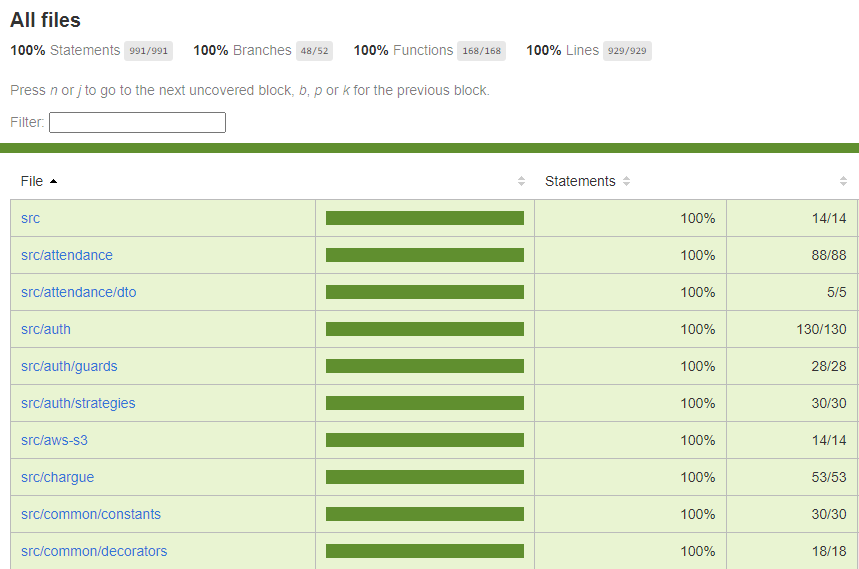 All files
100% Statements 991/991 100% Branches 48/52 100% Functions 168/168 100% Lines 929/929
Press n or j to go to the next uncovered block, b, p or k for the previous block.
Filter:
File Statements
src 100% 14/14
src/attendance 100% 88/88
src/attendance/dto 100% 5/5
src/auth 100% 130/130
src/auth/guards 100% 28/28
src/auth/strategies 100% 30/30
src/aws-s3 100% 14/14
src/chargue 100% 53/53
src/common/constants 100% 30/30
src/common/decorators 100% 18/18